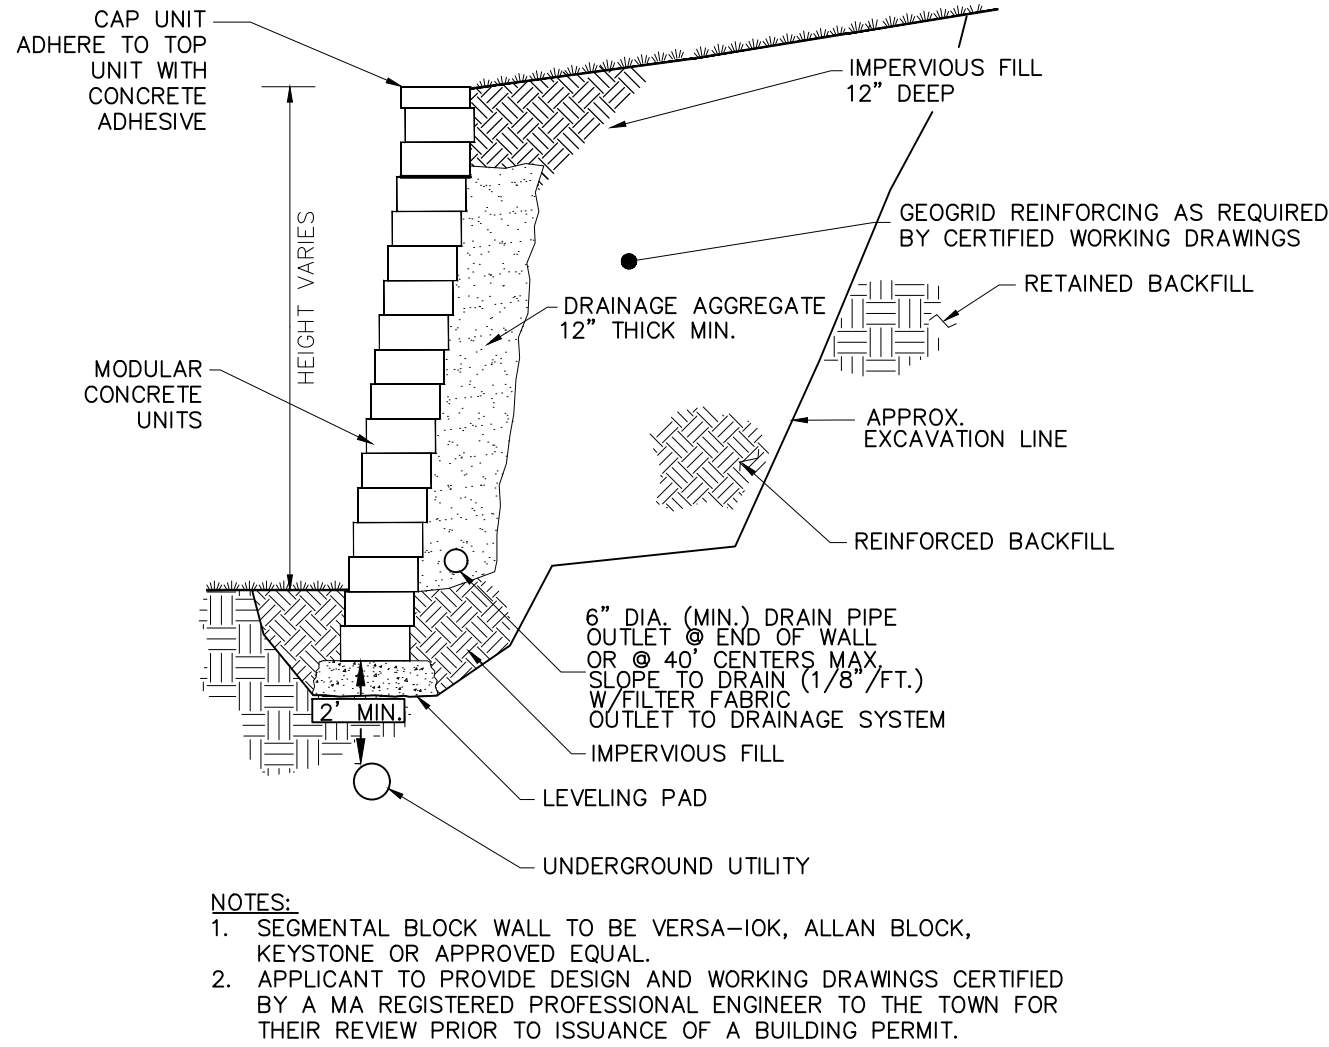 CAP UNIT
ADHERE TO TOP
UNIT WITH
CONCRETE
ADHESIVE
IMPERVIOUS FILL
12" DEEP
HEIGHT VARIES
GEOGRID REINFORCING AS REQUIRED
BY CERTIFIED WORKING DRAWINGS
RETAINED BACKFILL
DRAINAGE AGGREGATE
12" THICK MIN.
MODULAR
CONCRETE
UNITS
APPROX.
EXCAVATION LINE
REINFORCED BACKFILL
6" DIA. (MIN.) DRAIN PIPE
OUTLET @ END OF WALL
OR @ 40' CENTERS MAX.
SLOPE TO DRAIN (1/8"/FT.)
W/FILTER FABRIC
OUTLET TO DRAINAGE SYSTEM
2' MIN.
IMPERVIOUS FILL
LEVELING PAD
UNDERGROUND UTILITY
NOTES:
1. SEGMENTAL BLOCK WALL TO BE VERSA-lOK, ALLAN BLOCK,
KEYSTONE OR APPROVED EQUAL.
2. APPLICANT TO PROVIDE DESIGN AND WORKING DRAWINGS CERTIFIED
BY A MA REGISTERED PROFESSIONAL ENGINEER TO THE TOWN FOR
THEIR REVIEW PRIOR TO ISSUANCE OF A BUILDING PERMIT.